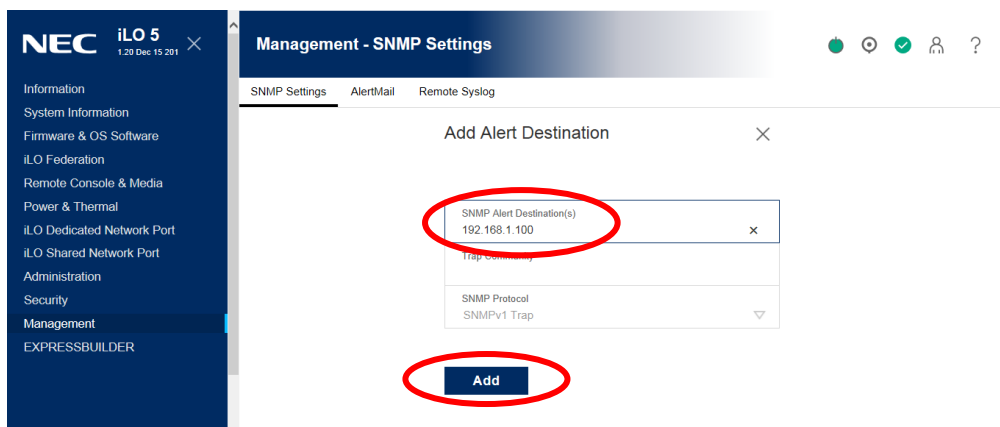 NEC
iLO 5
1.20 Dec 15 201
Management - SNMP Settings
?
Information
System Information
Firmware & OS Software
iLO Federation
Remote Console & Media
Power & Thermal
iLO Dedicated Network Port
iLO Shared Network Port
Administration
Security
Management
EXPRESSBUILDER
SNMP Settings AlertMail Remote Syslog
Add Alert Destination
SNMP Alert Destination(s)
192.168.1.100
Trap Community
SNMP Protocol
SNMPv1 Trap
Add